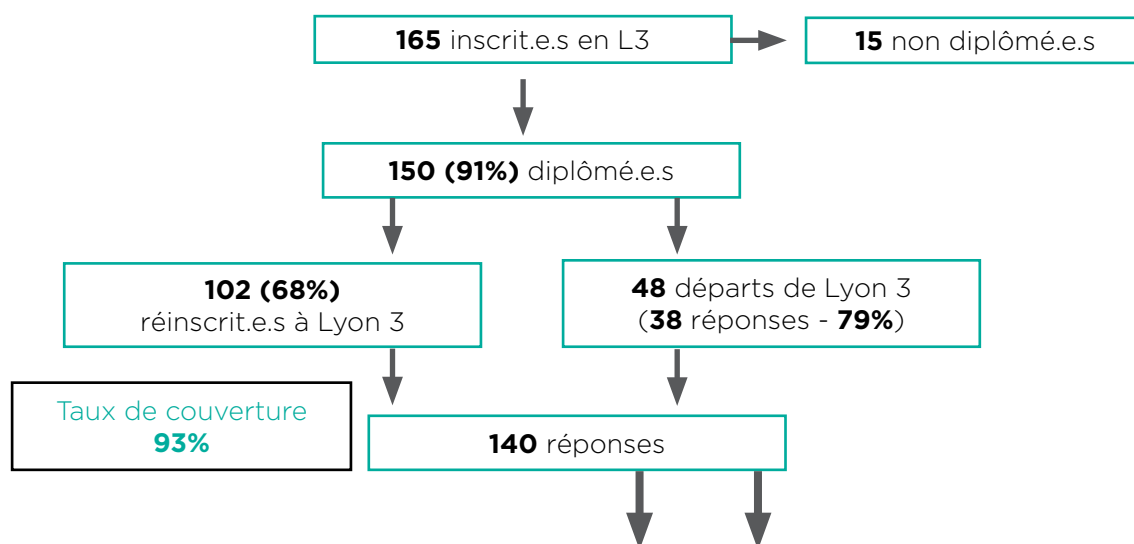 165 inscrit.e.s en L3
15 non diplômé.e.s
150 (91%) diplômé.e.s
102 (68%)
réinscrit.e.s à Lyon 3
48 départs de Lyon 3
(38 réponses - 79%)
Taux de couverture
93%
140 réponses